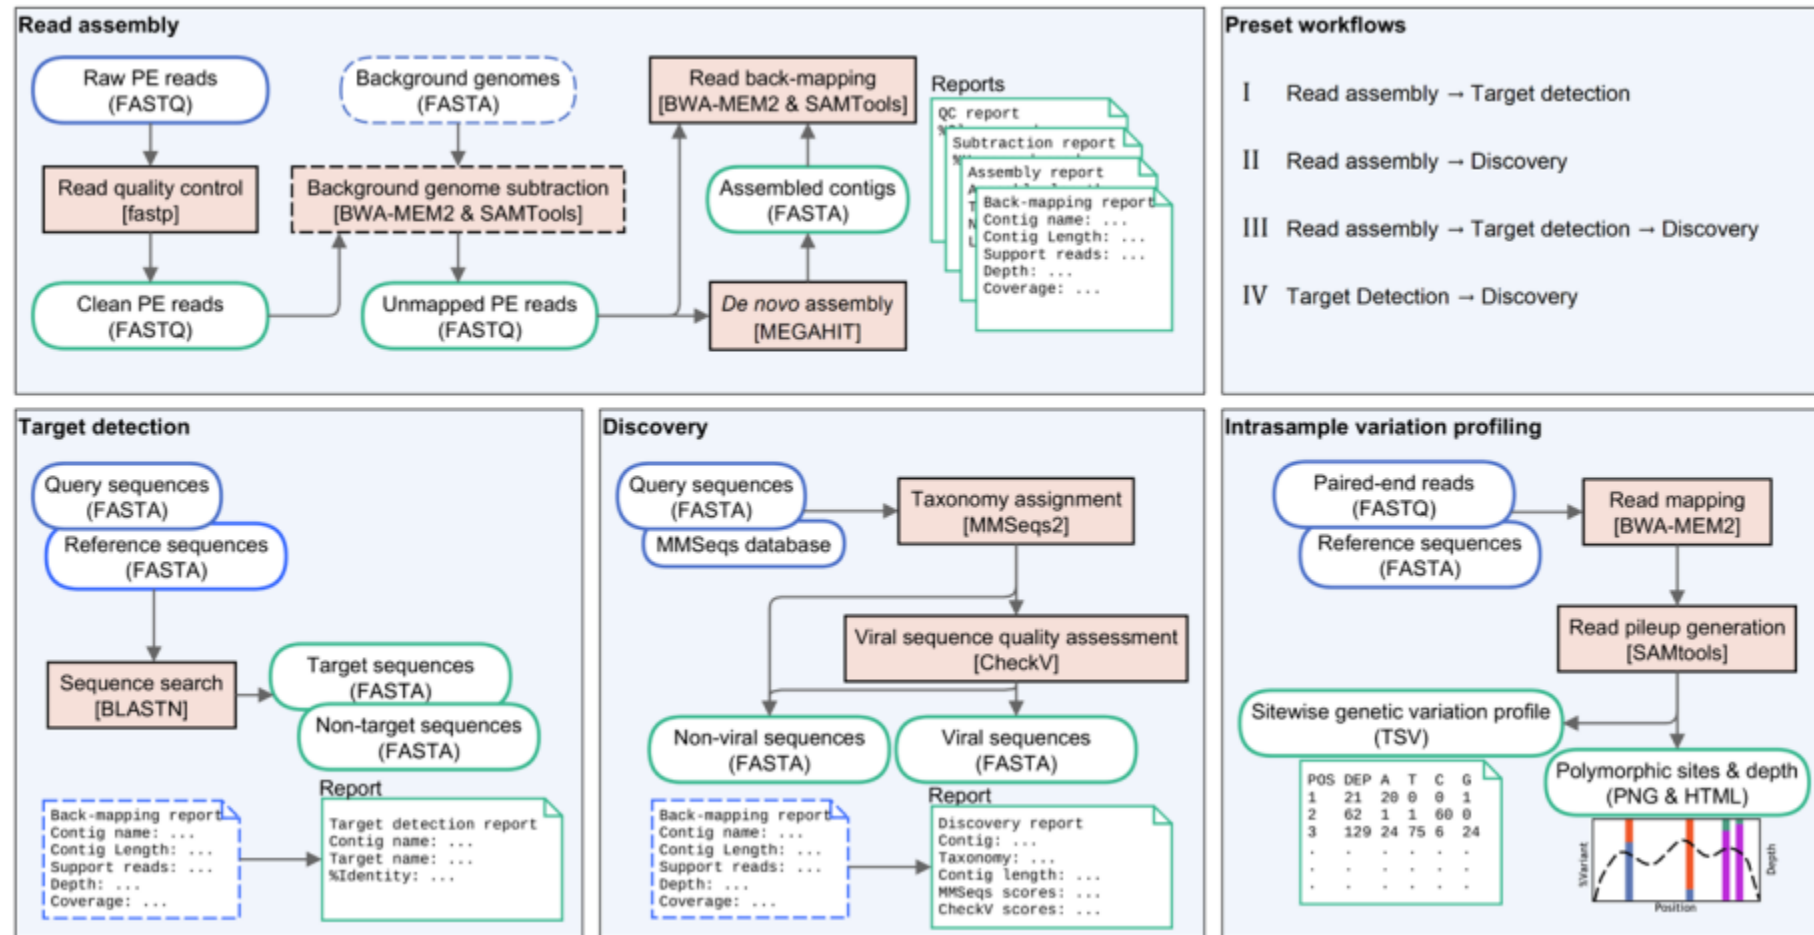 Read assembly
Raw PE reads
(FASTQ)
Background genomes
(FASTA)
Read back-mapping
[BWA-MEM2 & SAMTools]
Read quality control
[fastp]
Background genome subtraction
[BWA-MEM2 & SAMTools]
Assembled contigs
(FASTA)
Clean PE reads
(FASTQ)
Unmapped PE reads
(FASTQ)
De novo assembly
[MEGAHIT]
Reports
QC report
Subtraction report
Assembly report
Back-mapping report
Contig name: ...
Contig Length: ...
Support reads: ...
Depth: ...
Coverage: ...
Preset workflows
I Read assembly → Target detection
II Read assembly → Discovery
III Read assembly → Target detection → Discovery
IV Target Detection → Discovery
Target detection
Query sequences
(FASTA)
Reference sequences
(FASTA)
Sequence search
[BLASTN]
Target sequences
(FASTA)
Non-target sequences
(FASTA)
Back-mapping report
Contig name: ...
Contig Length: ...
Support reads: ...
Depth: ...
Coverage: ...
Report
Target detection report
Contig name: ...
Target name: ...
%Identity: ...
Discovery
Query sequences
(FASTA)
MMSeqs database
Taxonomy assignment
[MMSeqs2]
Viral sequence quality assessment
[CheckV]
Non-viral sequences
(FASTA)
Viral sequences
(FASTA)
Back-mapping report
Contig name: ...
Contig Length: ...
Support reads: ...
Depth: ...
Coverage: ...
Report
Discovery report
Contig: ...
Taxonomy: ...
Contig length: ...
MMSeqs scores: ...
CheckV scores: ...
Intrasample variation profiling
Paired-end reads
(FASTQ)
Reference sequences
(FASTA)
Read mapping
[BWA-MEM2]
Read pileup generation
[SAMtools]
Sitewise genetic variation profile
(TSV)
POS DEP A T C G
1 21 20 0 0 1
2 62 1 1 60 0
3 129 24 75 6 24
. . . . . .
. . . . . .
. . . . . .
Polymorphic sites & depth
(PNG & HTML)
%Variant
Depth
Position